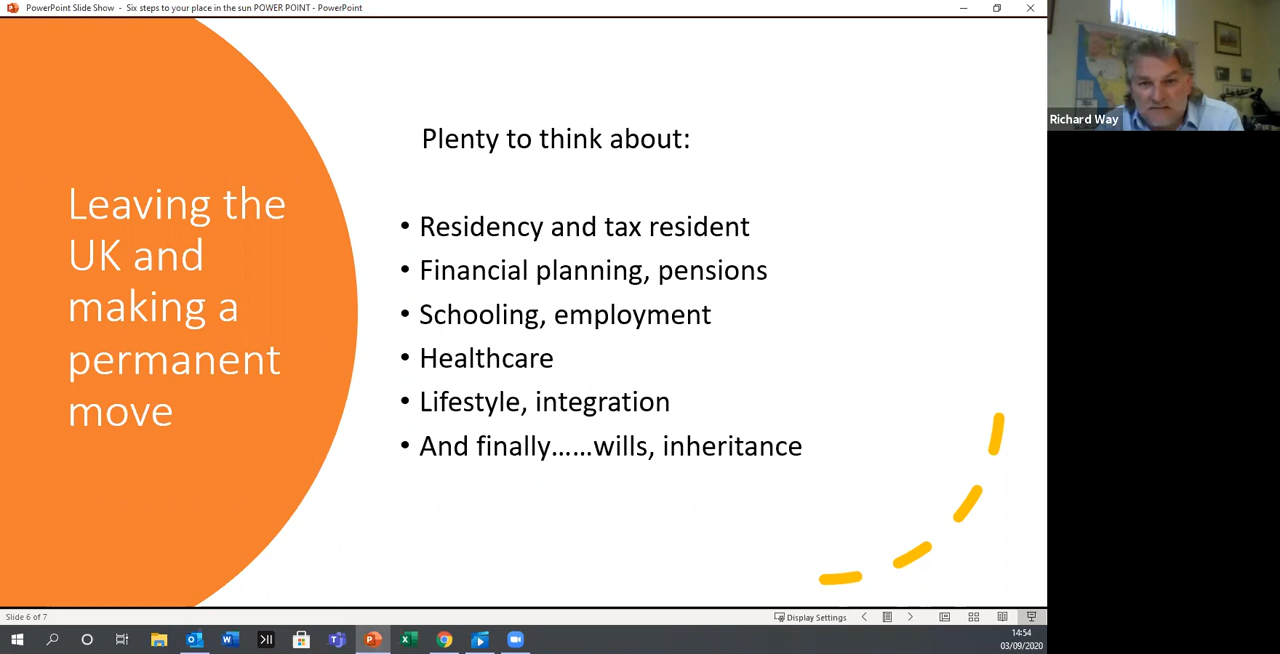 PowerPoint Slide Show - Six steps to your place in the sun POWER POINT - PowerPoint
Richard Way
Leaving the
UK and
making a
permanent
move
Plenty to think about:
• Residency and tax resident
• Financial planning, pensions
• Schooling, employment
• Healthcare
• Lifestyle, integration
• And finally……wills, inheritance
Slide 6 of 7
Display Settings
14:54
03/09/2020